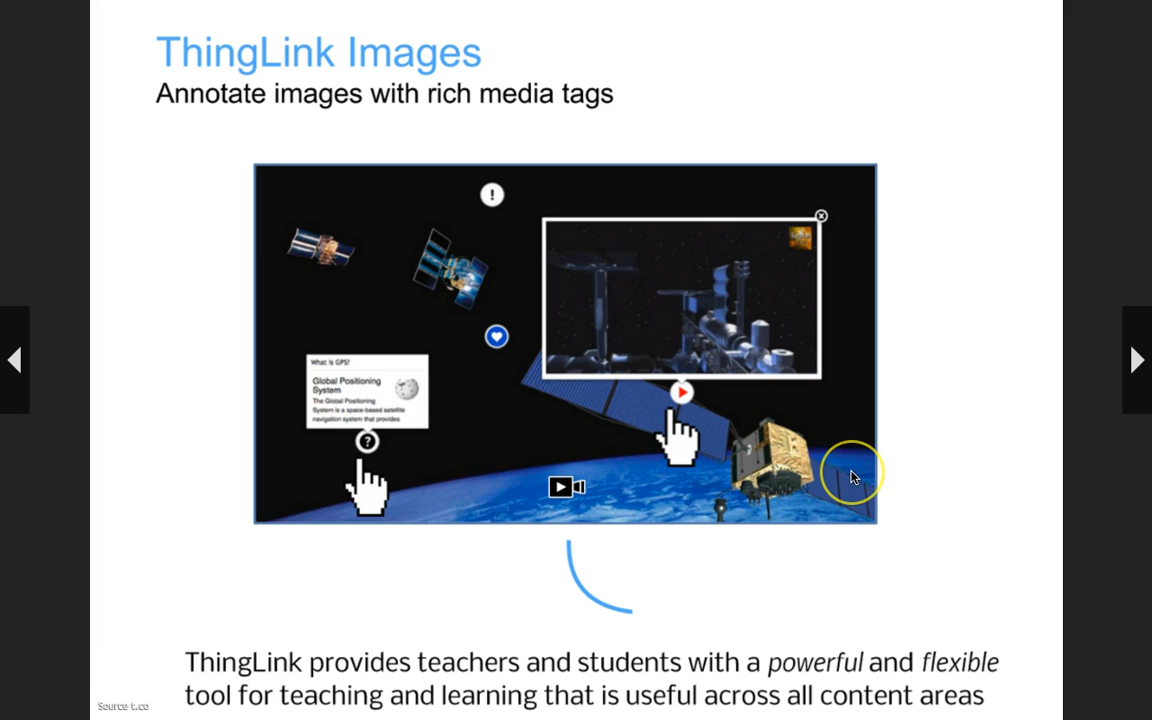 ThingLink Images
Annotate images with rich media tags
!
What is GPS?
Global Positioning
System
The Global Positioning
System is a space-based satellite
navigation system that provides
?
ThingLink provides teachers and students with a powerful and flexible
tool for teaching and learning that is useful across all content areas
Source t.co